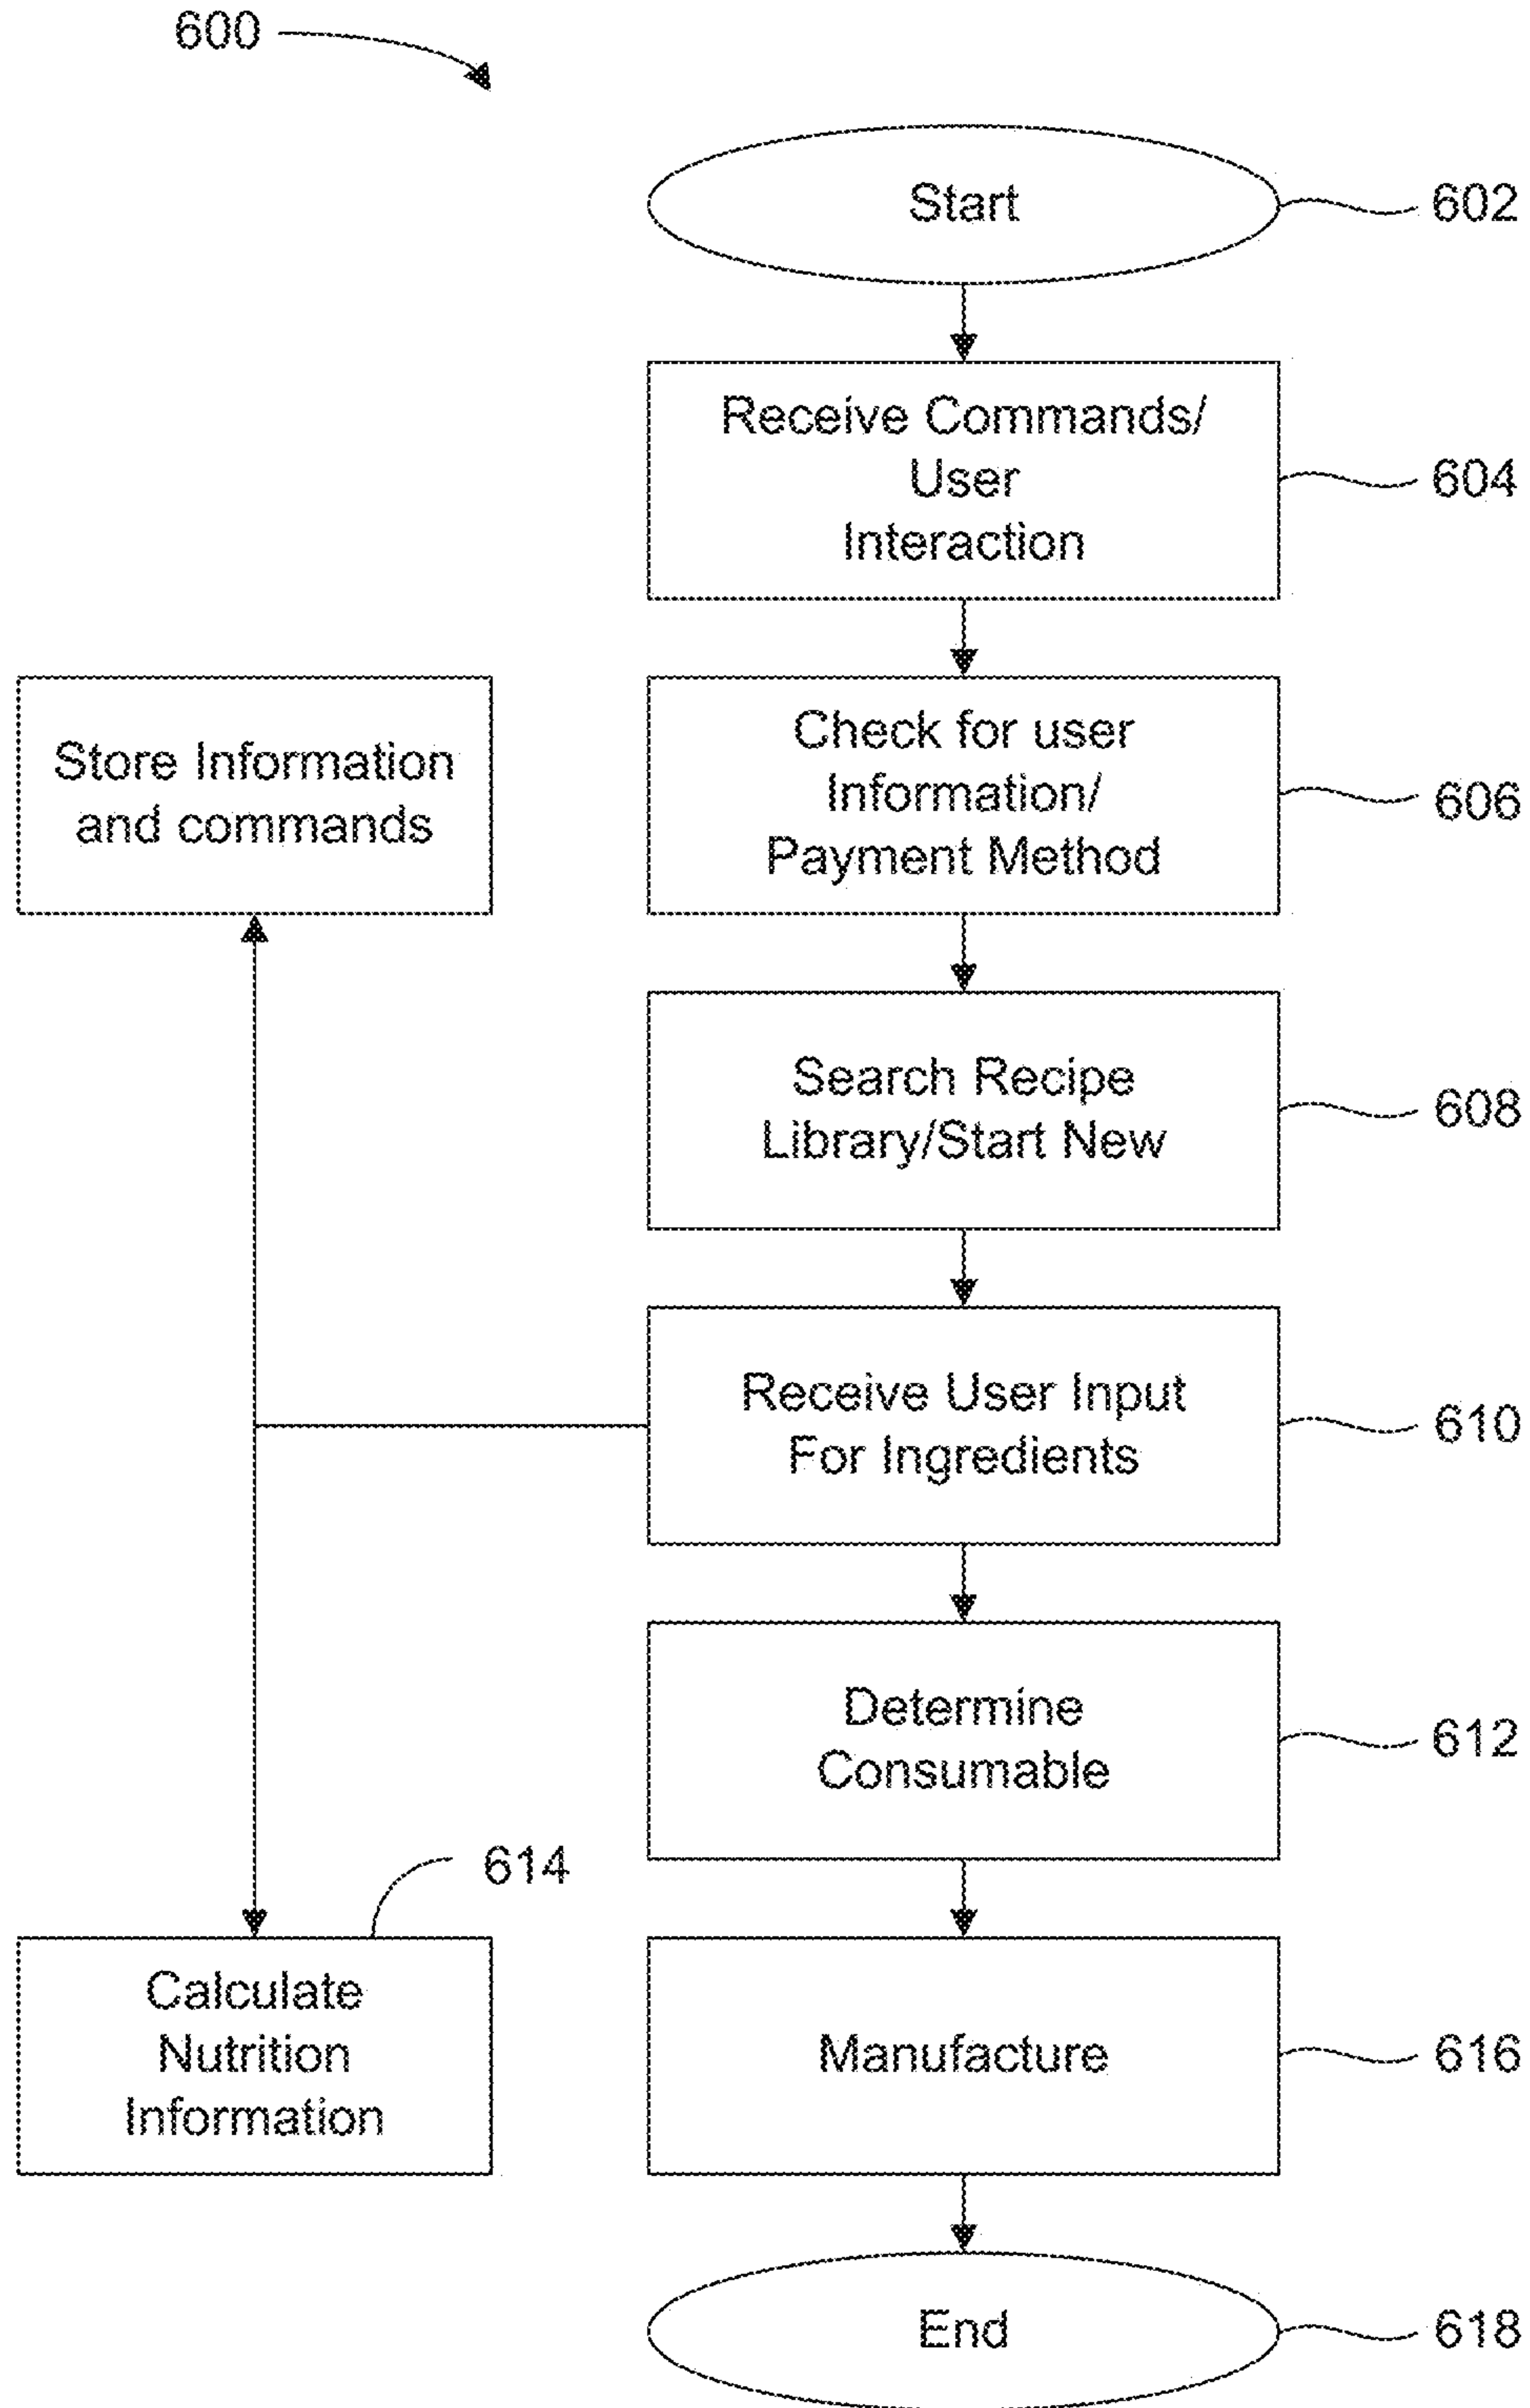 600
Start
602
Receive Commands/
User
Interaction
604
Store Information
and commands
Check for user
Information/
Payment Method
606
Search Recipe
Library/Start New
608
Receive User Input
For Ingredients
610
Determine
Consumable
612
614
Calculate
Nutrition
Information
Manufacture
616
End
618